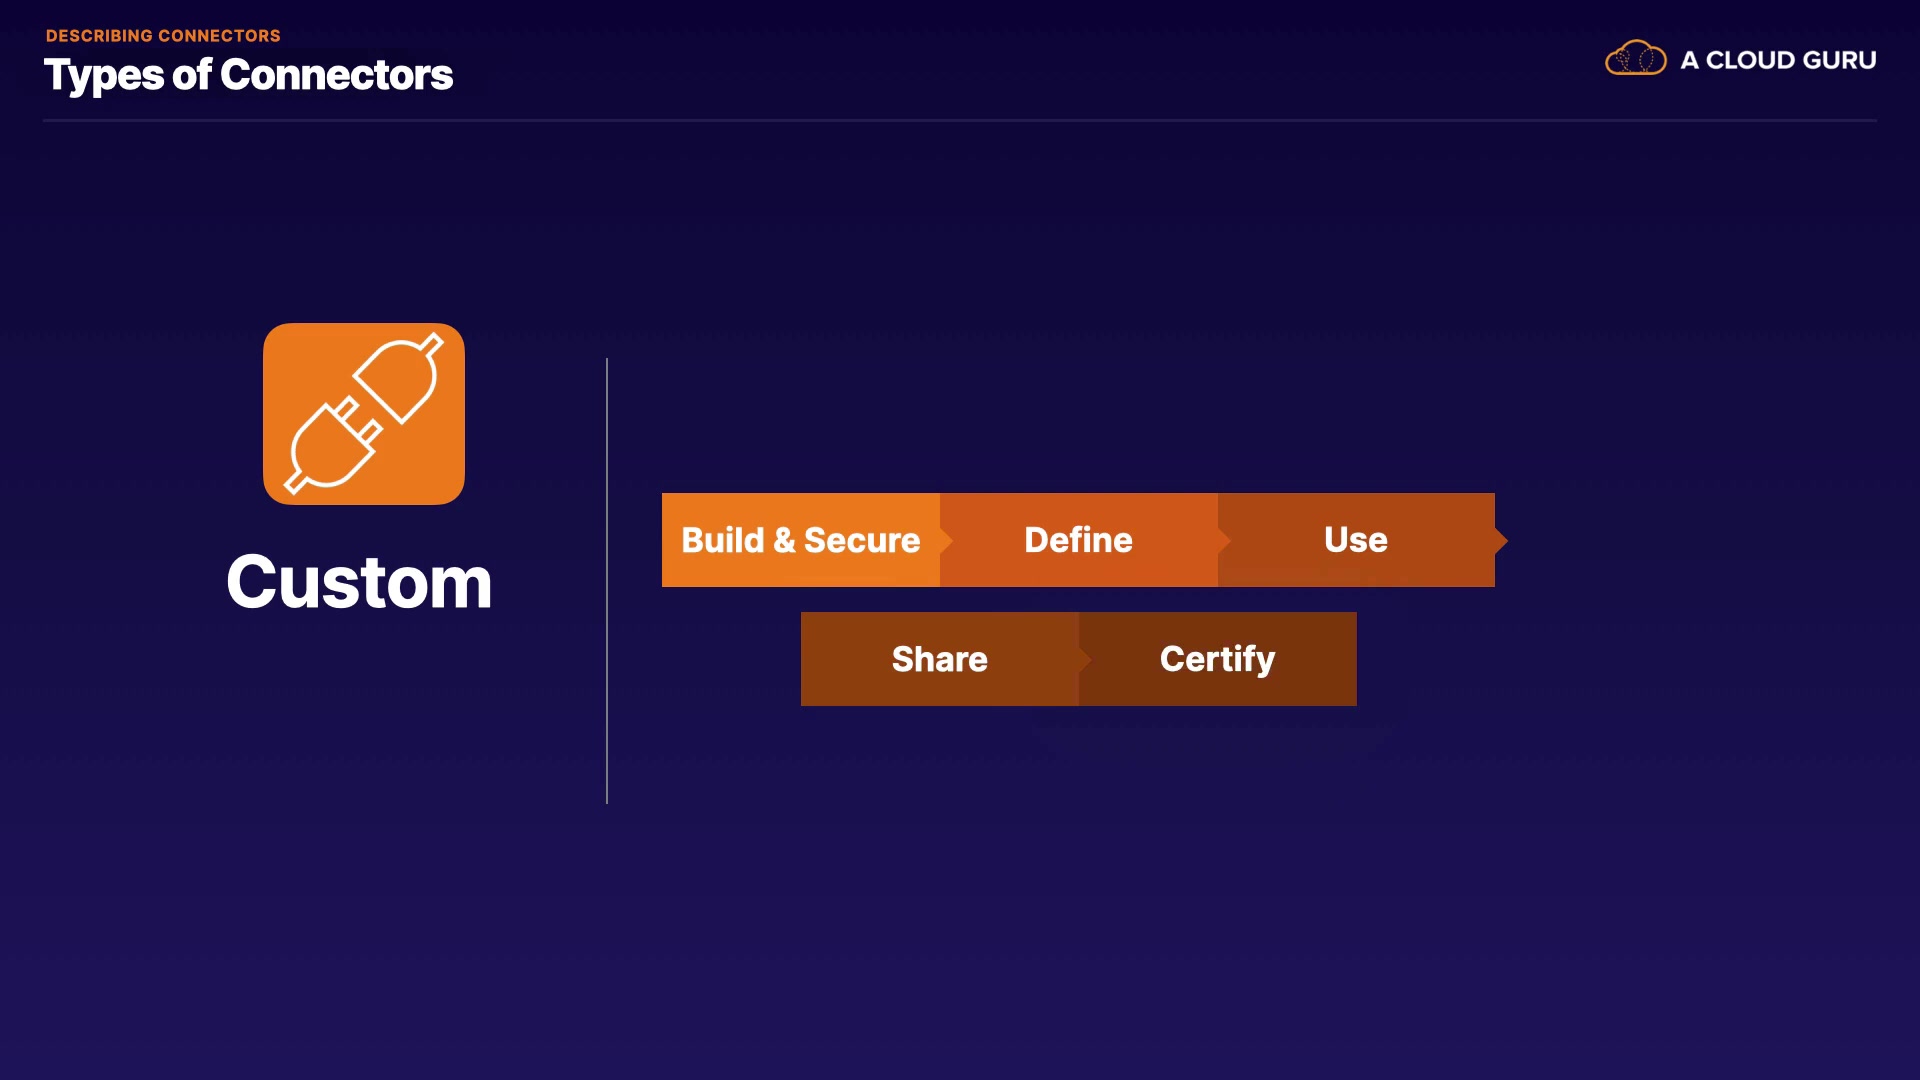 DESCRIBING CONNECTORS
Types of Connectors
A CLOUD GURU
Custom
Build & Secure
Define
Use
Share
Certify